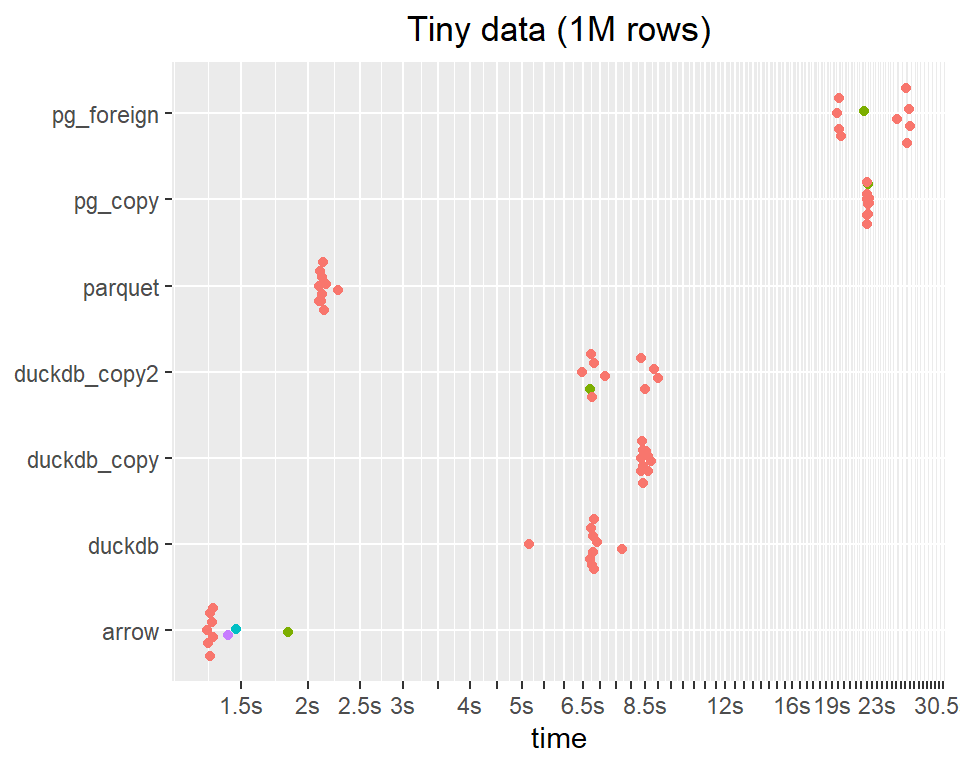 Tiny data (1M rows)
pg_foreign
pg_copy
parquet
duckdb_copy2
duckdb_copy
duckdb
arrow
1.5s 2s 2.5s 3s 4s 5s 6.5s 8.5s 12s 16s 19s 23s 30.5
time